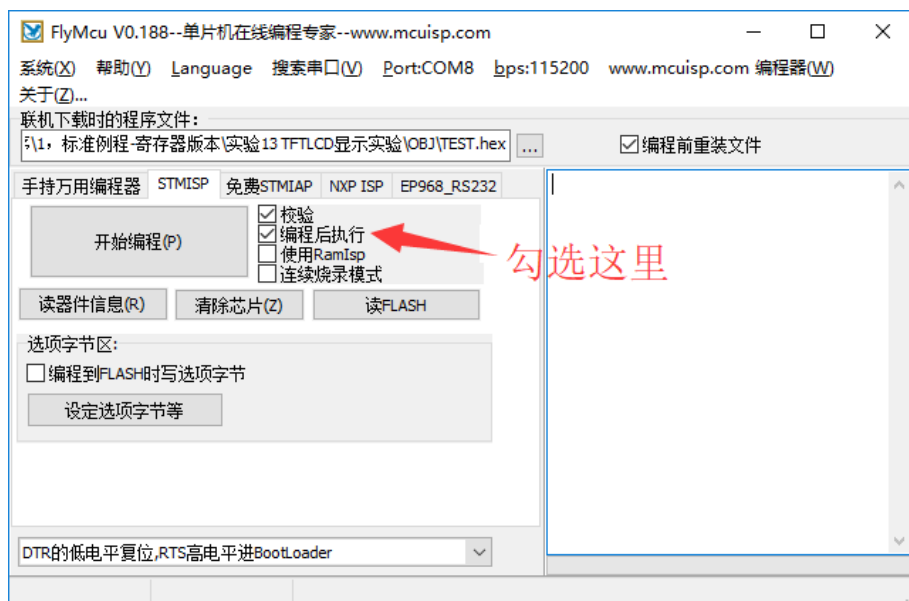 FlyMcu V0.188--单片机在线编程专家--www.mcuisp.com
系统(X) 帮助(Y) Language 搜索串口(V) Port:COM8 bps:115200 www.mcuisp.com 编程器(W)
关于(Z)...
联机下载时的程序文件:
\1，标准例程-寄存器版本\实验13 TFTLCD显示实验\OBJ\TEST.hex ... 编程前重装文件
手持万用编程器 STMISP 免费STMIAP NXP ISP EP968_RS232
开始编程(P)
校验
编程后执行
使用RamIsp
连续烧录模式
勾选这里
读器件信息(R) 清除芯片(Z) 读FLASH
选项字节区:
编程到FLASH时写选项字节
设定选项字节等
DTR的低电平复位,RTS高电平进BootLoader